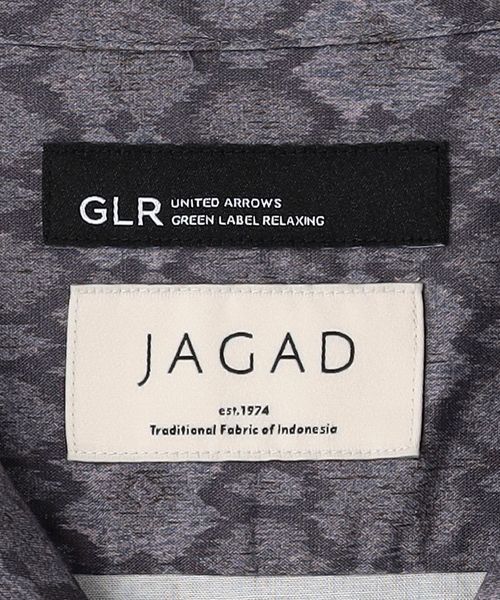 GLR
UNITED ARROWS
GREEN LABEL RELAXING
JAGAD
est.1974
Traditional Fabric of Indonesia